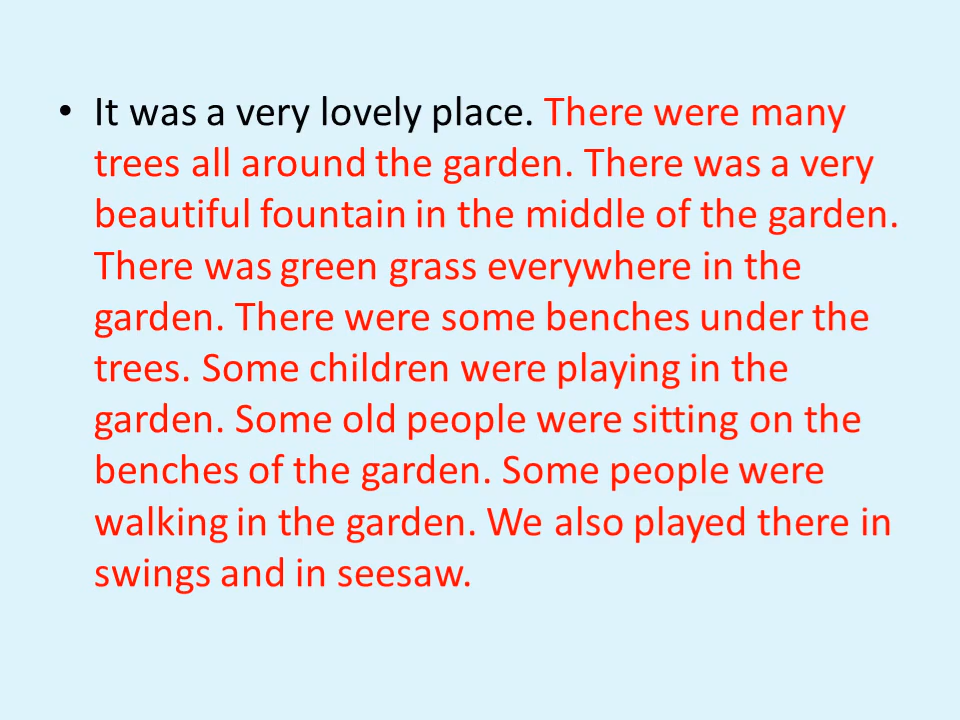 • It was a very lovely place. There were many
trees all around the garden. There was a very
beautiful fountain in the middle of the garden.
There was green grass everywhere in the
garden. There were some benches under the
trees. Some children were playing in the
garden. Some old people were sitting on the
benches of the garden. Some people were
walking in the garden. We also played there in
swings and in seesaw.